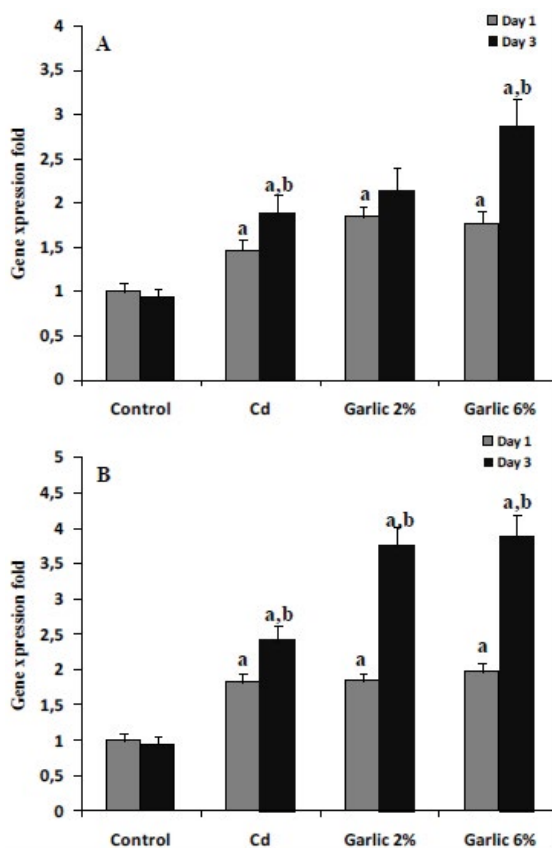 Day 1
Day 3
A
Gene xpression fold
4
3,5
3
2,5
2
1,5
1
0,5
0
a
a,b
a
a
a,b
Control Cd Garlic 2% Garlic 6%
Day 1
Day 3
B
Gene xpression fold
5
4,5
4
3,5
3
2,5
2
1,5
1
0,5
0
a
a,b
a
a,b
a
a,b
Control Cd Garlic 2% Garlic 6%